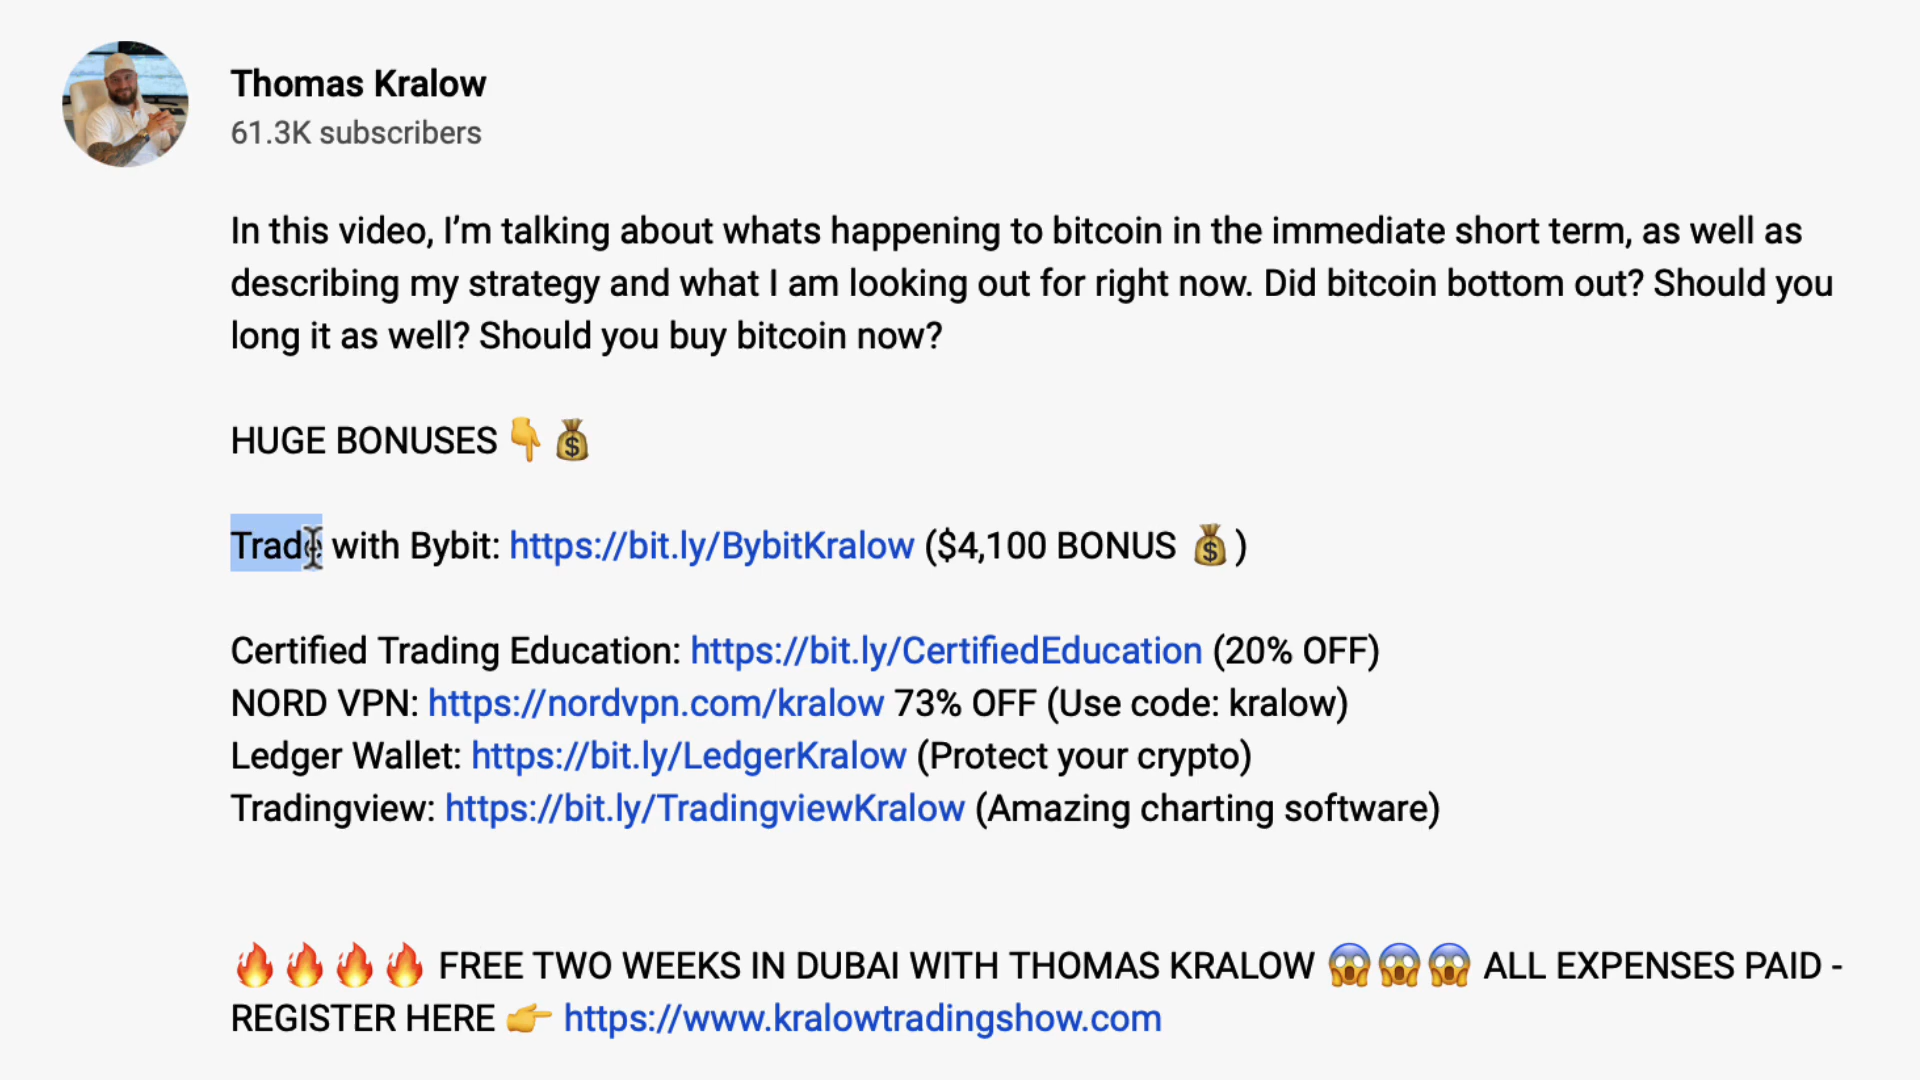 Thomas Kralow
61.3K subscribers
In this video, I’m talking about whats happening to bitcoin in the immediate short term, as well as
describing my strategy and what I am looking out for right now. Did bitcoin bottom out? Should you
long it as well? Should you buy bitcoin now?
HUGE BONUSES 👇💰
Trade with Bybit: https://bit.ly/BybitKralow ($4,100 BONUS 💰)
Certified Trading Education: https://bit.ly/CertifiedEducation (20% OFF)
NORD VPN: https://nordvpn.com/kralow 73% OFF (Use code: kralow)
Ledger Wallet: https://bit.ly/LedgerKralow (Protect your crypto)
Tradingview: https://bit.ly/TradingviewKralow (Amazing charting software)
🔥🔥🔥🔥 FREE TWO WEEKS IN DUBAI WITH THOMAS KRALOW 😱😱😱 ALL EXPENSES PAID -
REGISTER HERE 👉 https://www.kralowtradingshow.com